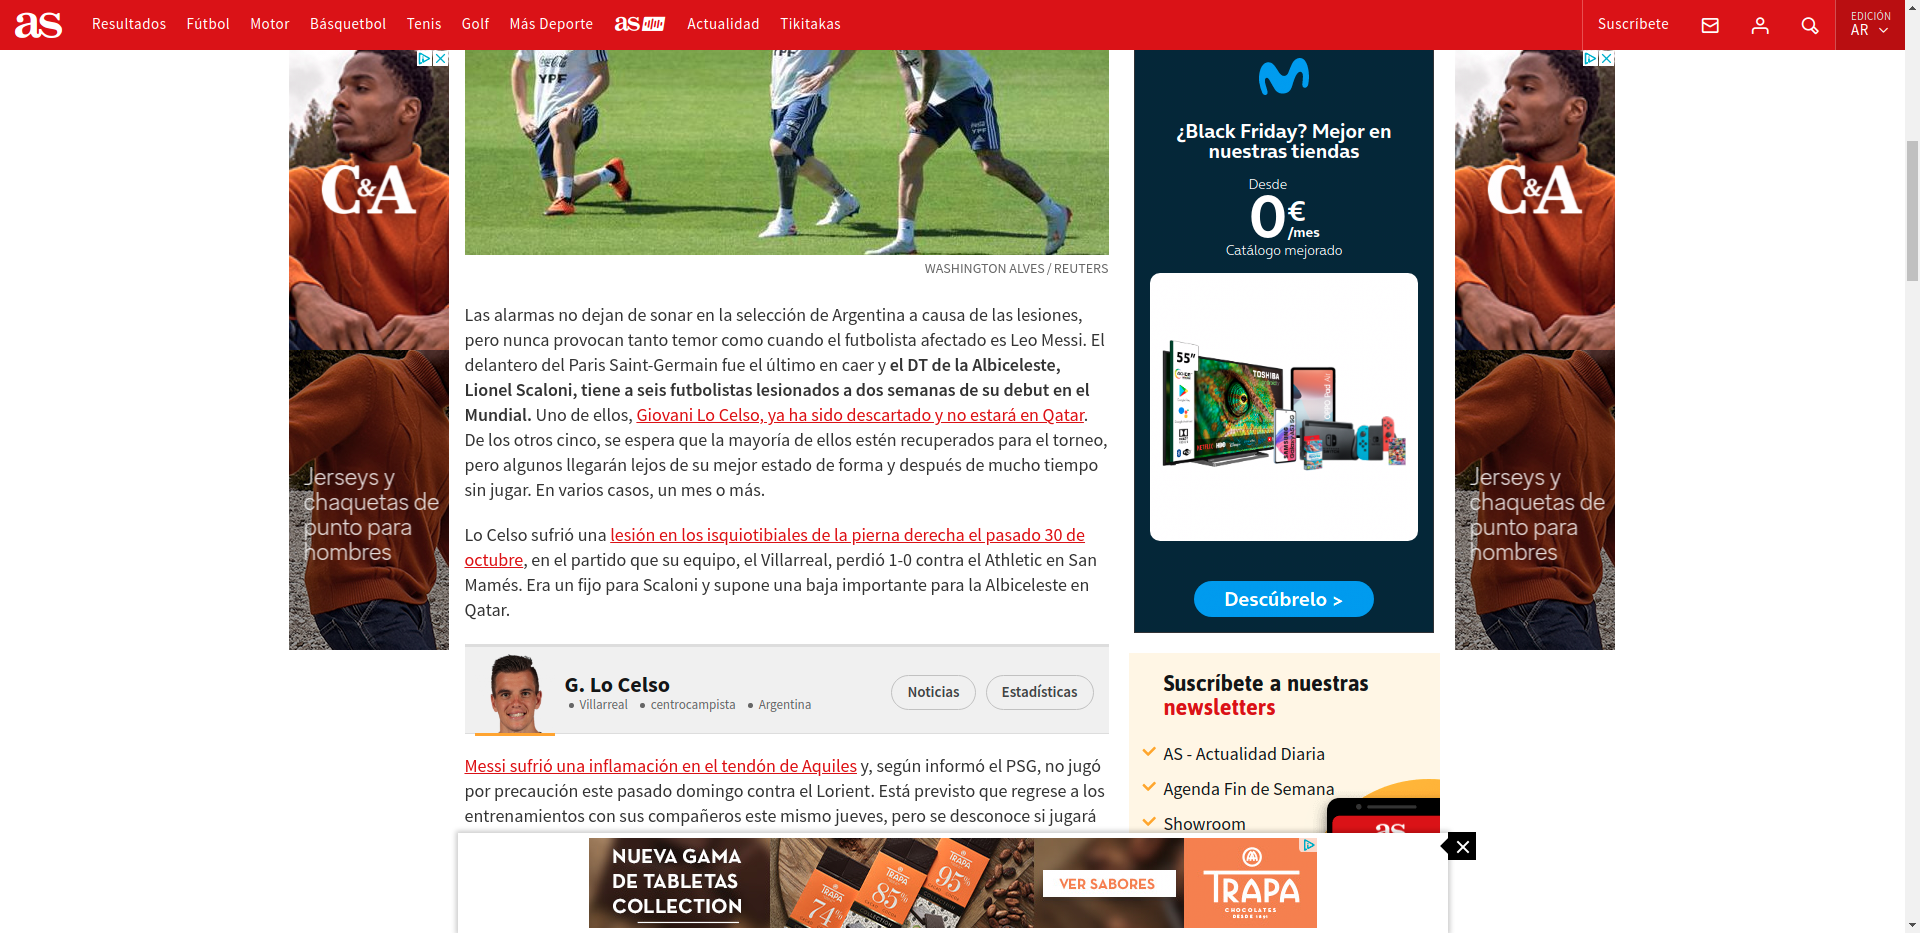 as Resultados Fútbol Motor Básquetbol Tenis Golf Más Deporte as Actualidad Tikitakas Suscríbete EDICIÓN AR
YPF
YPF
YPF
WASHINGTON ALVES / REUTERS
Las alarmas no dejan de sonar en la selección de Argentina a causa de las lesiones,
pero nunca provocan tanto temor como cuando el futbolista afectado es Leo Messi. El
delantero del Paris Saint-Germain fue el último en caer y el DT de la Albiceleste,
Lionel Scaloni, tiene a seis futbolistas lesionados a dos semanas de su debut en el
Mundial. Uno de ellos, Giovani Lo Celso, ya ha sido descartado y no estará en Qatar.
De los otros cinco, se espera que la mayoría de ellos estén recuperados para el torneo,
pero algunos llegarán lejos de su mejor estado de forma y después de mucho tiempo
sin jugar. En varios casos, un mes o más.
Lo Celso sufrió una lesión en los isquiotibiales de la pierna derecha el pasado 30 de
octubre, en el partido que su equipo, el Villarreal, perdió 1-0 contra el Athletic en San
Mamés. Era un fijo para Scaloni y supone una baja importante para la Albiceleste en
Qatar.
G. Lo Celso
Villarreal centrocampista Argentina
Noticias Estadísticas
Messi sufrió una inflamación en el tendón de Aquiles y, según informó el PSG, no jugó
por precaución este pasado domingo contra el Lorient. Está previsto que regrese a los
entrenamientos con sus compañeros este mismo jueves, pero se desconoce si jugará
C&A
Jerseys y
chaquetas de
punto para
hombres
¿Black Friday? Mejor en
nuestras tiendas
Desde
0€
/mes
Catálogo mejorado
55"
TOSHIBA
Descúbrelo >
Suscríbete a nuestras
newsletters
AS - Actualidad Diaria
Agenda Fin de Semana
Showroom
as
C&A
Jerseys y
chaquetas de
punto para
hombres
NUEVA GAMA
DE TABLETAS
COLLECTION
TRAPA
74%
TRAPA
85%
TRAPA
95%
VER SABORES
TRAPA
CHOCOLATES
DESDE 1891